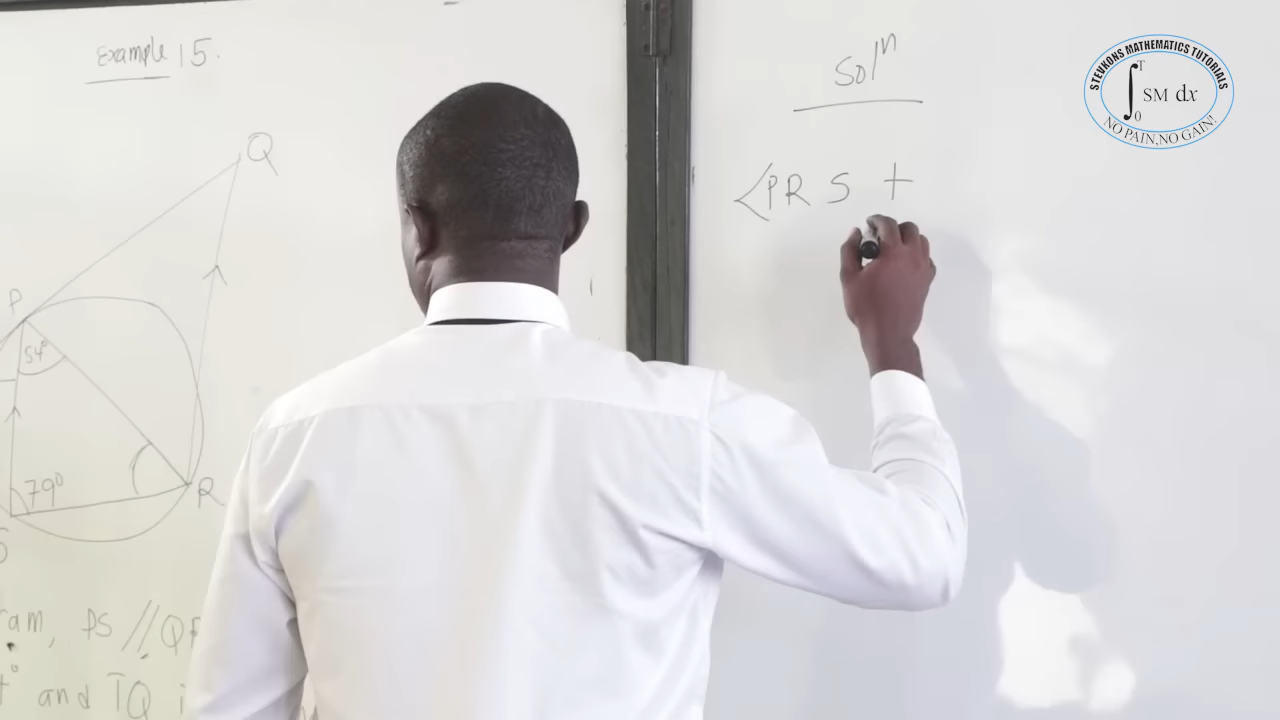 Example 15.
Q
P
54°
79°
R
S
ram, PS // QR
and TQ i
Sol^n
<PRS +
STEUKONS MATHEMATICS TUTORIALS
∫ T 0 SM dx
NO PAIN,NO GAIN!